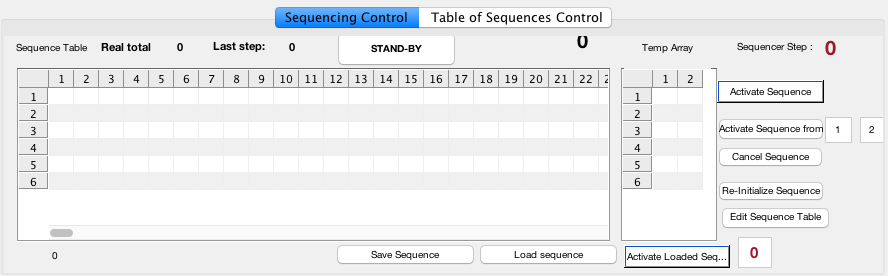 Sequencing Control Table of Sequences Control
Sequence Table Real total 0 Last step: 0 STAND-BY 0 Temp Array Sequencer Step : 0
1 2 3 4 5 6 7 8 9 10 11 12 13 14 15 16 17 18 19 20 21 22 2
1
2
3
4
5
6
1 2
1
2
3
4
5
6
Activate Sequence
Activate Sequence from 1 2
Cancel Sequence
Re-Initialize Sequence
Edit Sequence Table
0 Save Sequence Load sequence Activate Loaded Seq... 0